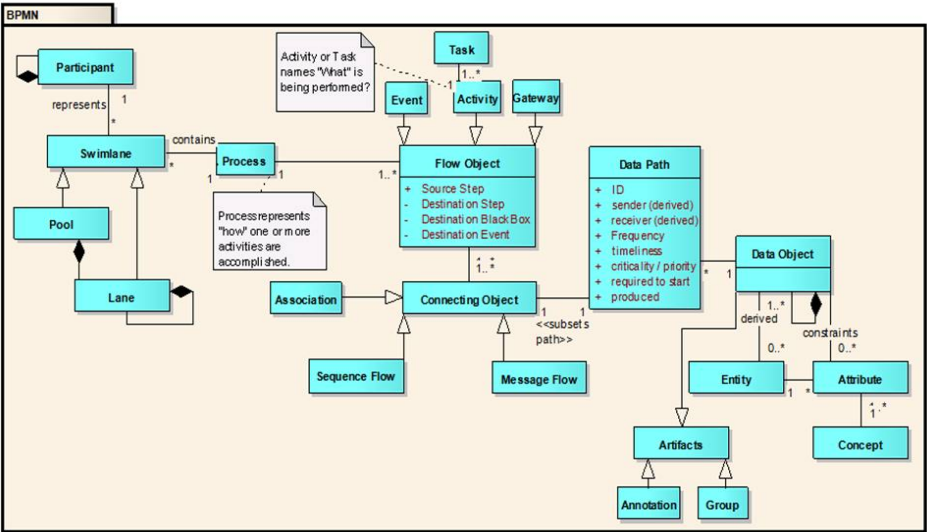 BPMN
Participant
represents
1
*
Swimlane
contains
*
1
Process
1
1..*
Pool
Lane
Process represents
"how" one or more
activities are
accomplished.
Activity or Task
names "What" is
being performed?
Task
1..*
1
Event
Activity
Gateway
Flow Object
+ Source Step
- Destination Step
- Destination BlackBox
- Destination Event
1..*
Association
Connecting Object
1
1
<<subsets
path>>
Sequence Flow
Message Flow
Data Path
+ ID
+ sender (derived)
+ receiver (derived)
+ Frequency
+ timeliness
+ criticality / priority
+ required to start
+ produced
*
1
Data Object
1..*
derived
constraints
0..*
0..*
Entity
1
*
Attribute
Concept
Artifacts
Annotation
Group